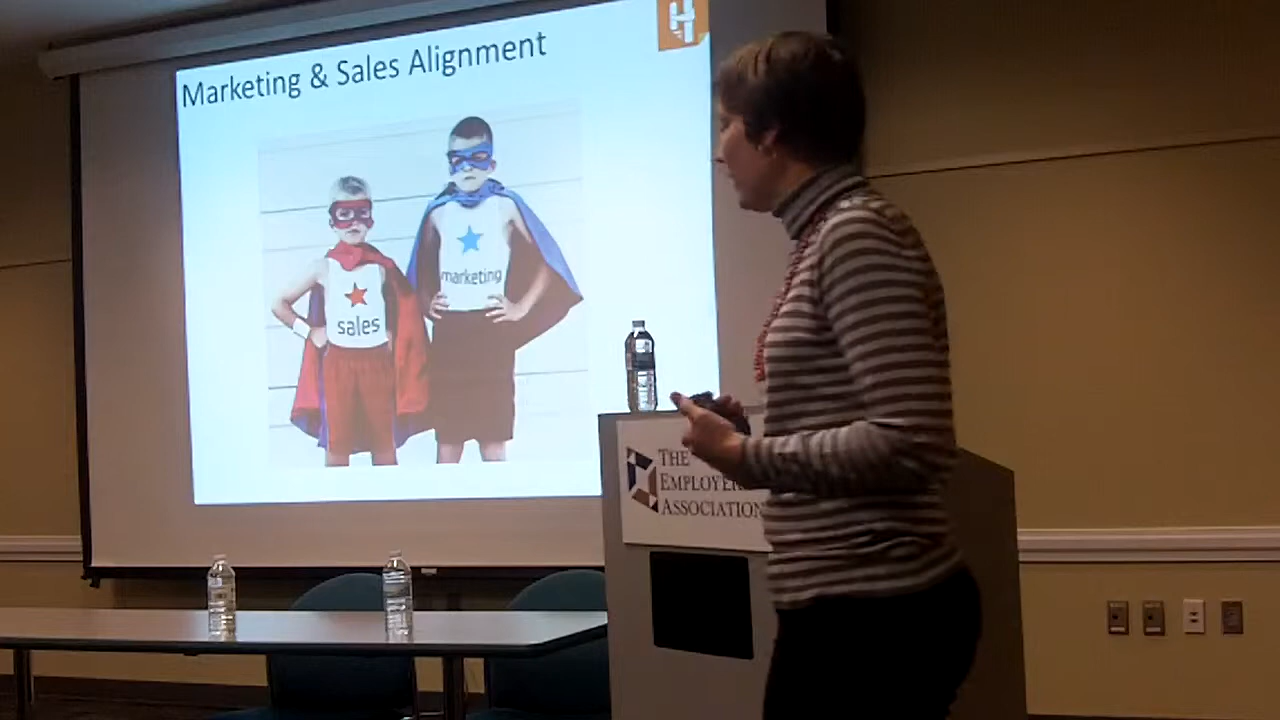 Marketing & Sales Alignment
marketing
sales
THE
EMPLOYER
ASSOCIATION